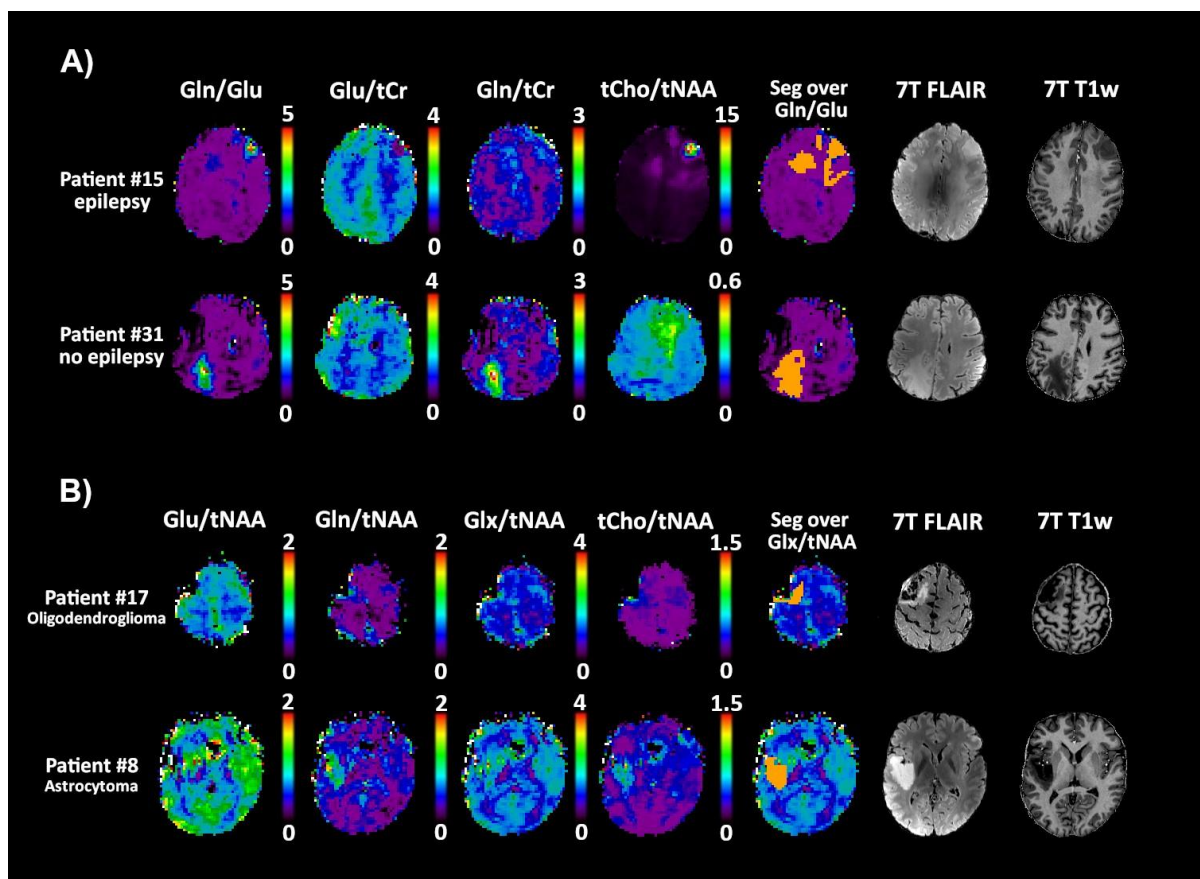 A)
Gln/Glu Glu/tCr Gln/tCr tCho/tNAA Seg over Gln/Glu 7T FLAIR 7T T1w
5 4 3 15
Patient #15
epilepsy
0 0 0 0
5 4 3 0.6
Patient #31
no epilepsy
0 0 0 0
B)
Glu/tNAA Gln/tNAA Glx/tNAA tCho/tNAA Seg over Glx/tNAA 7T FLAIR 7T T1w
2 2 4 1.5
Patient #17
Oligodendroglioma
0 0 0 0
2 2 4 1.5
Patient #8
Astrocytoma
0 0 0 0